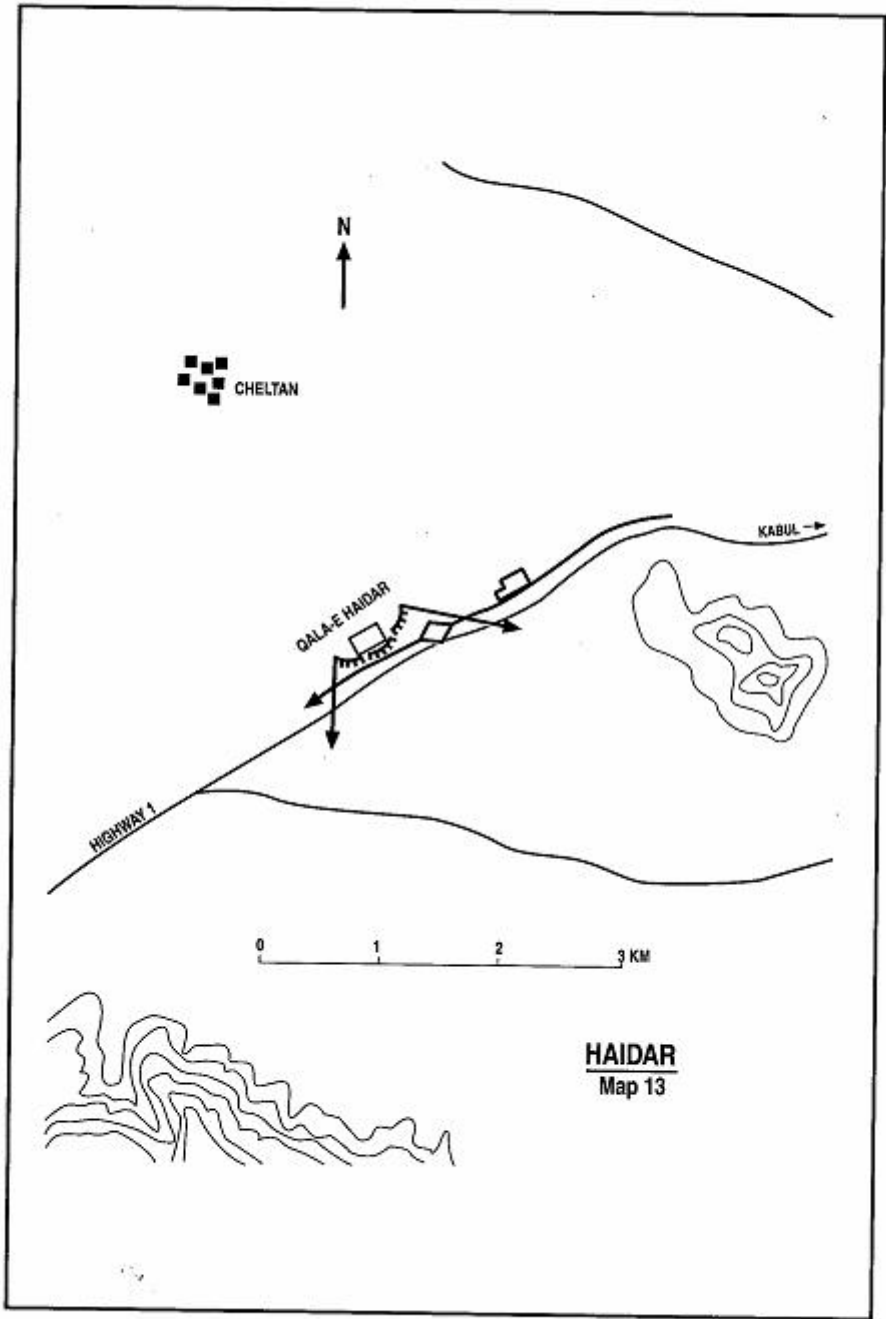 N
CHELTAN
KABUL
QALA-E HAIDAR
HIGHWAY 1
0 1 2 3 KM
HAIDAR
Map 13